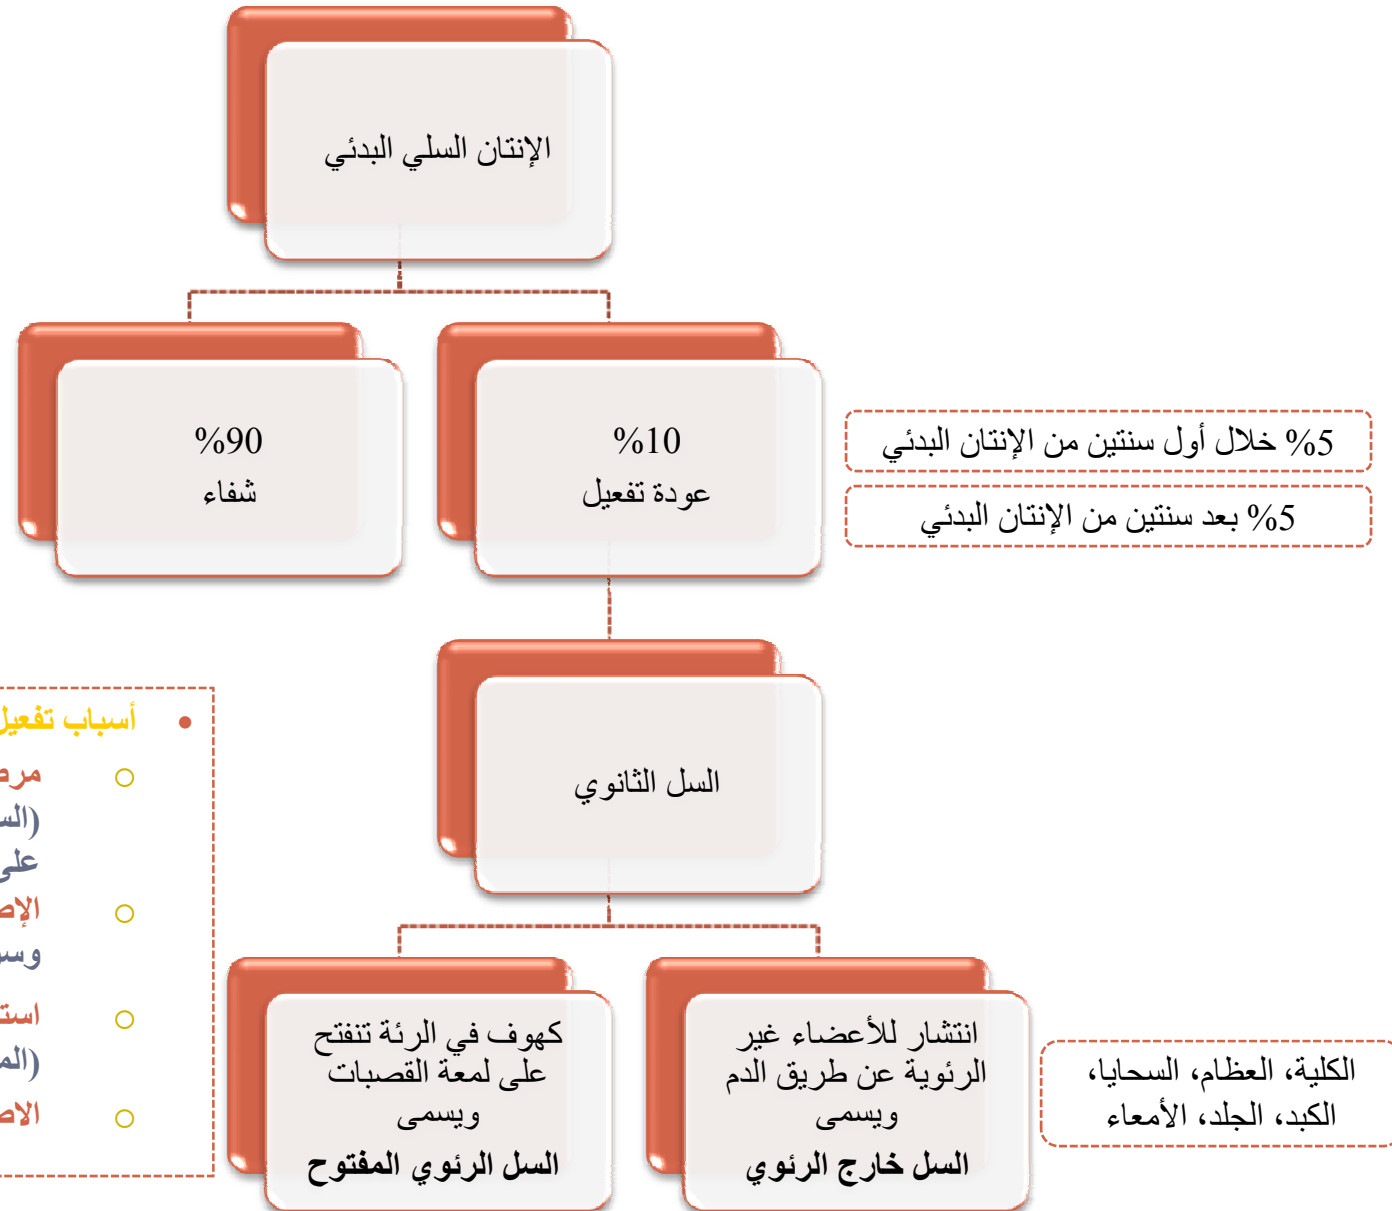 الإنتان السلي البدئي
%90
شفاء
%10
عودة تفعيل
%5 خلال أول سنتين من الإنتان البدئي
%5 بعد سنتين من الإنتان البدئي
السل الثانوي
أسباب تفعيل
على
كهوف في الرئة تنفتح
على لمعة القصبات
ويسمى
السل الرئوي المفتوح
انتشار للأعضاء غير
الرئوية عن طريق الدم
ويسمى
السل خارج الرئوي
الكلية، العظام، السحايا،
الكبد، الجلد، الأمعاء